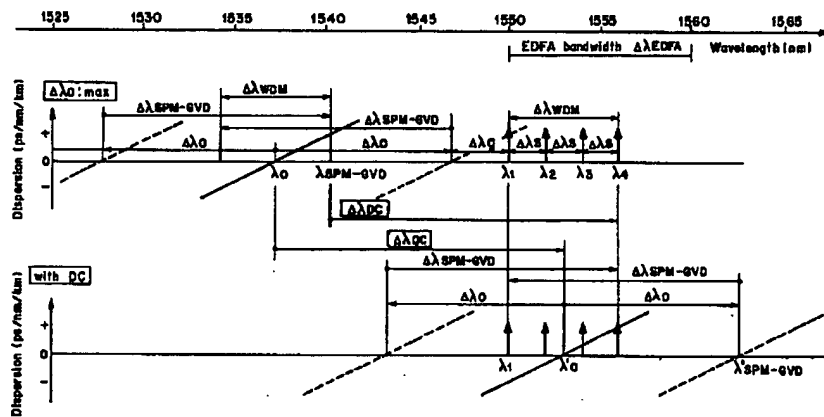 1525 1530 1535 1540 1545 1550 1555 1560 1565
EDFA bandwidth ΔλEDFA Wavelength (nm)
Δλ0:max
ΔλWDM ΔλWDM
ΔλSPM-GVD ΔλSPM-GVD
Δλ0 Δλ0 Δλ0 ΔλS ΔλS ΔλS
Dispersion (ps/nm/km)
+
0
−
λ0 λSPM-GVD λ1 λ2 λ3 λ4
ΔλDC
ΔλDC
with DC
ΔλSPM-GVD
ΔλSPM-GVD
Δλ0 Δλ0
Dispersion (ps/nm/km)
+
0
−
λ1 λ'0 λ'SPM-GVD